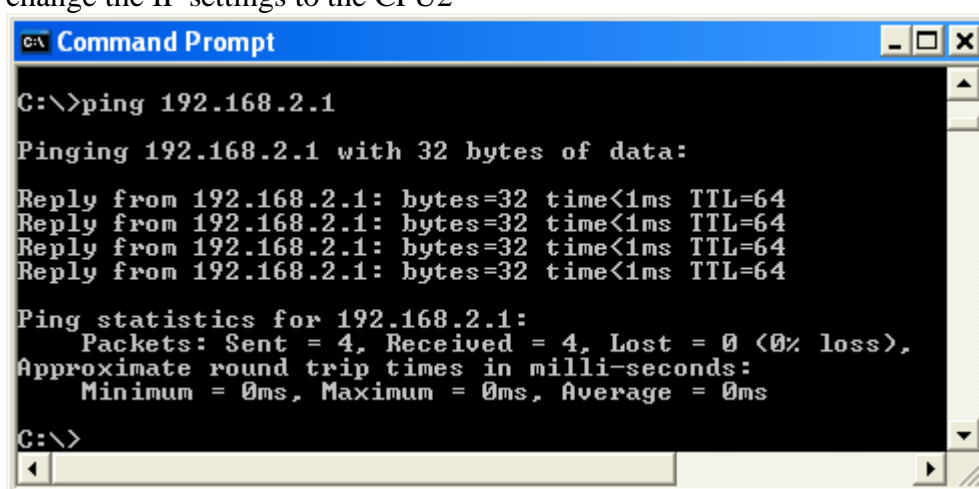 change the IP settings to the CPU2
Command Prompt
C:\>ping 192.168.2.1
Pinging 192.168.2.1 with 32 bytes of data:
Reply from 192.168.2.1: bytes=32 time<1ms TTL=64
Reply from 192.168.2.1: bytes=32 time<1ms TTL=64
Reply from 192.168.2.1: bytes=32 time<1ms TTL=64
Reply from 192.168.2.1: bytes=32 time<1ms TTL=64
Ping statistics for 192.168.2.1:
    Packets: Sent = 4, Received = 4, Lost = 0 (0% loss),
Approximate round trip times in milli-seconds:
    Minimum = 0ms, Maximum = 0ms, Average = 0ms
C:\>